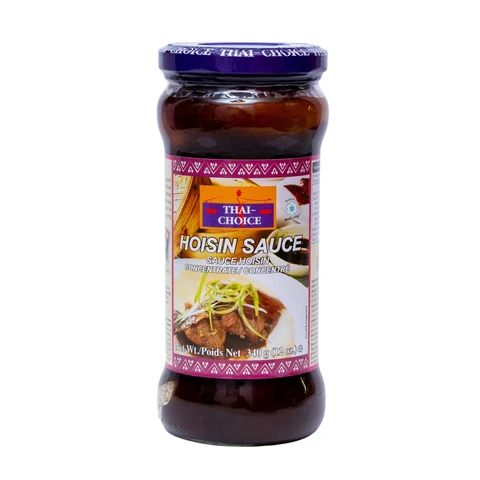 THAI-CHOICE
THAI-
CHOICE
HOISIN SAUCE
SAUCE HOISIN
CONCENTRATE / CONCENTRÉ
Net Wt./Poids Net 340 g (12 oz.)